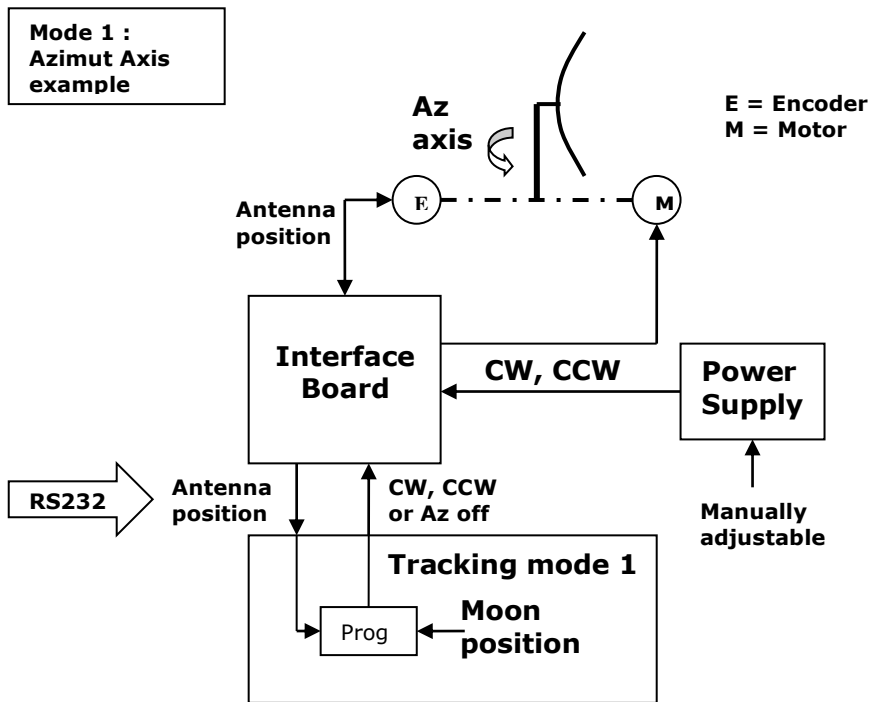 Mode 1 :
Azimut Axis
example
Az
axis
E = Encoder
M = Motor
E
M
Antenna
position
Interface
Board
CW, CCW
Power
Supply
RS232
Antenna
position
CW, CCW
or Az off
Manually
adjustable
Tracking mode 1
Prog
Moon
position